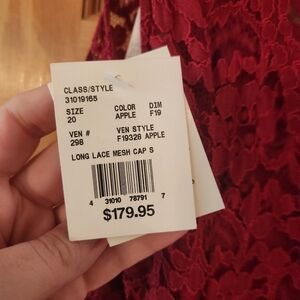 CLASS/STYLE
31019165
SIZE COLOR DIM
20 APPLE F19
VEN # VEN STYLE
298 F19326 APPLE
LONG LACE MESH CAP S
4 31010 78791 7
$179.95